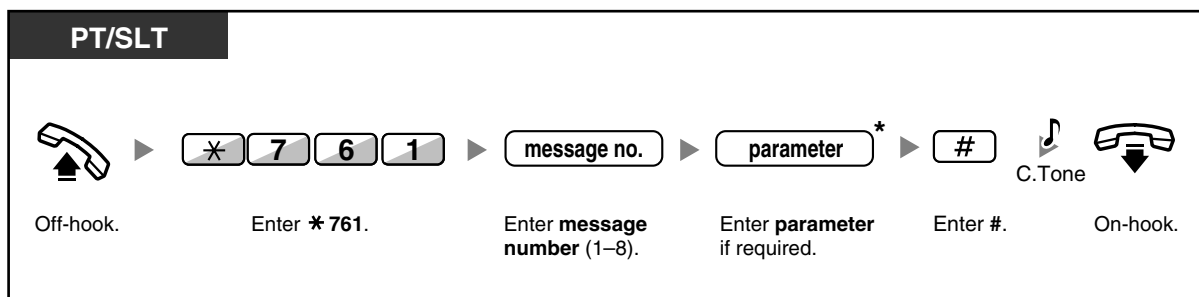 PT/SLT
* 7 6 1 message no. parameter * #
C.Tone
Off-hook. Enter * 761. Enter message number (1–8). Enter parameter if required. Enter #. On-hook.